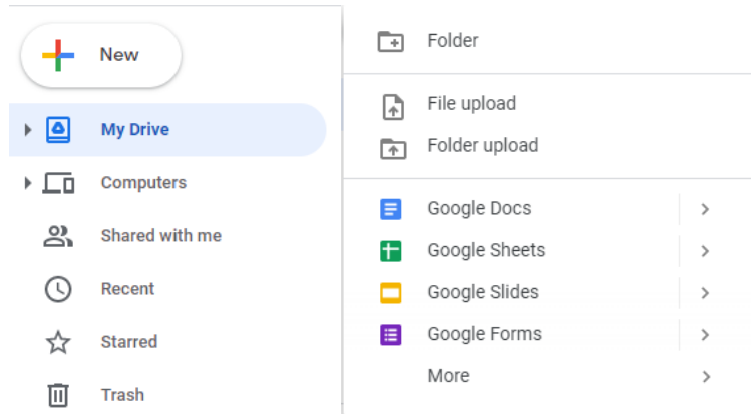 New
My Drive
Computers
Shared with me
Recent
Starred
Trash
Folder
File upload
Folder upload
Google Docs
Google Sheets
Google Slides
Google Forms
More